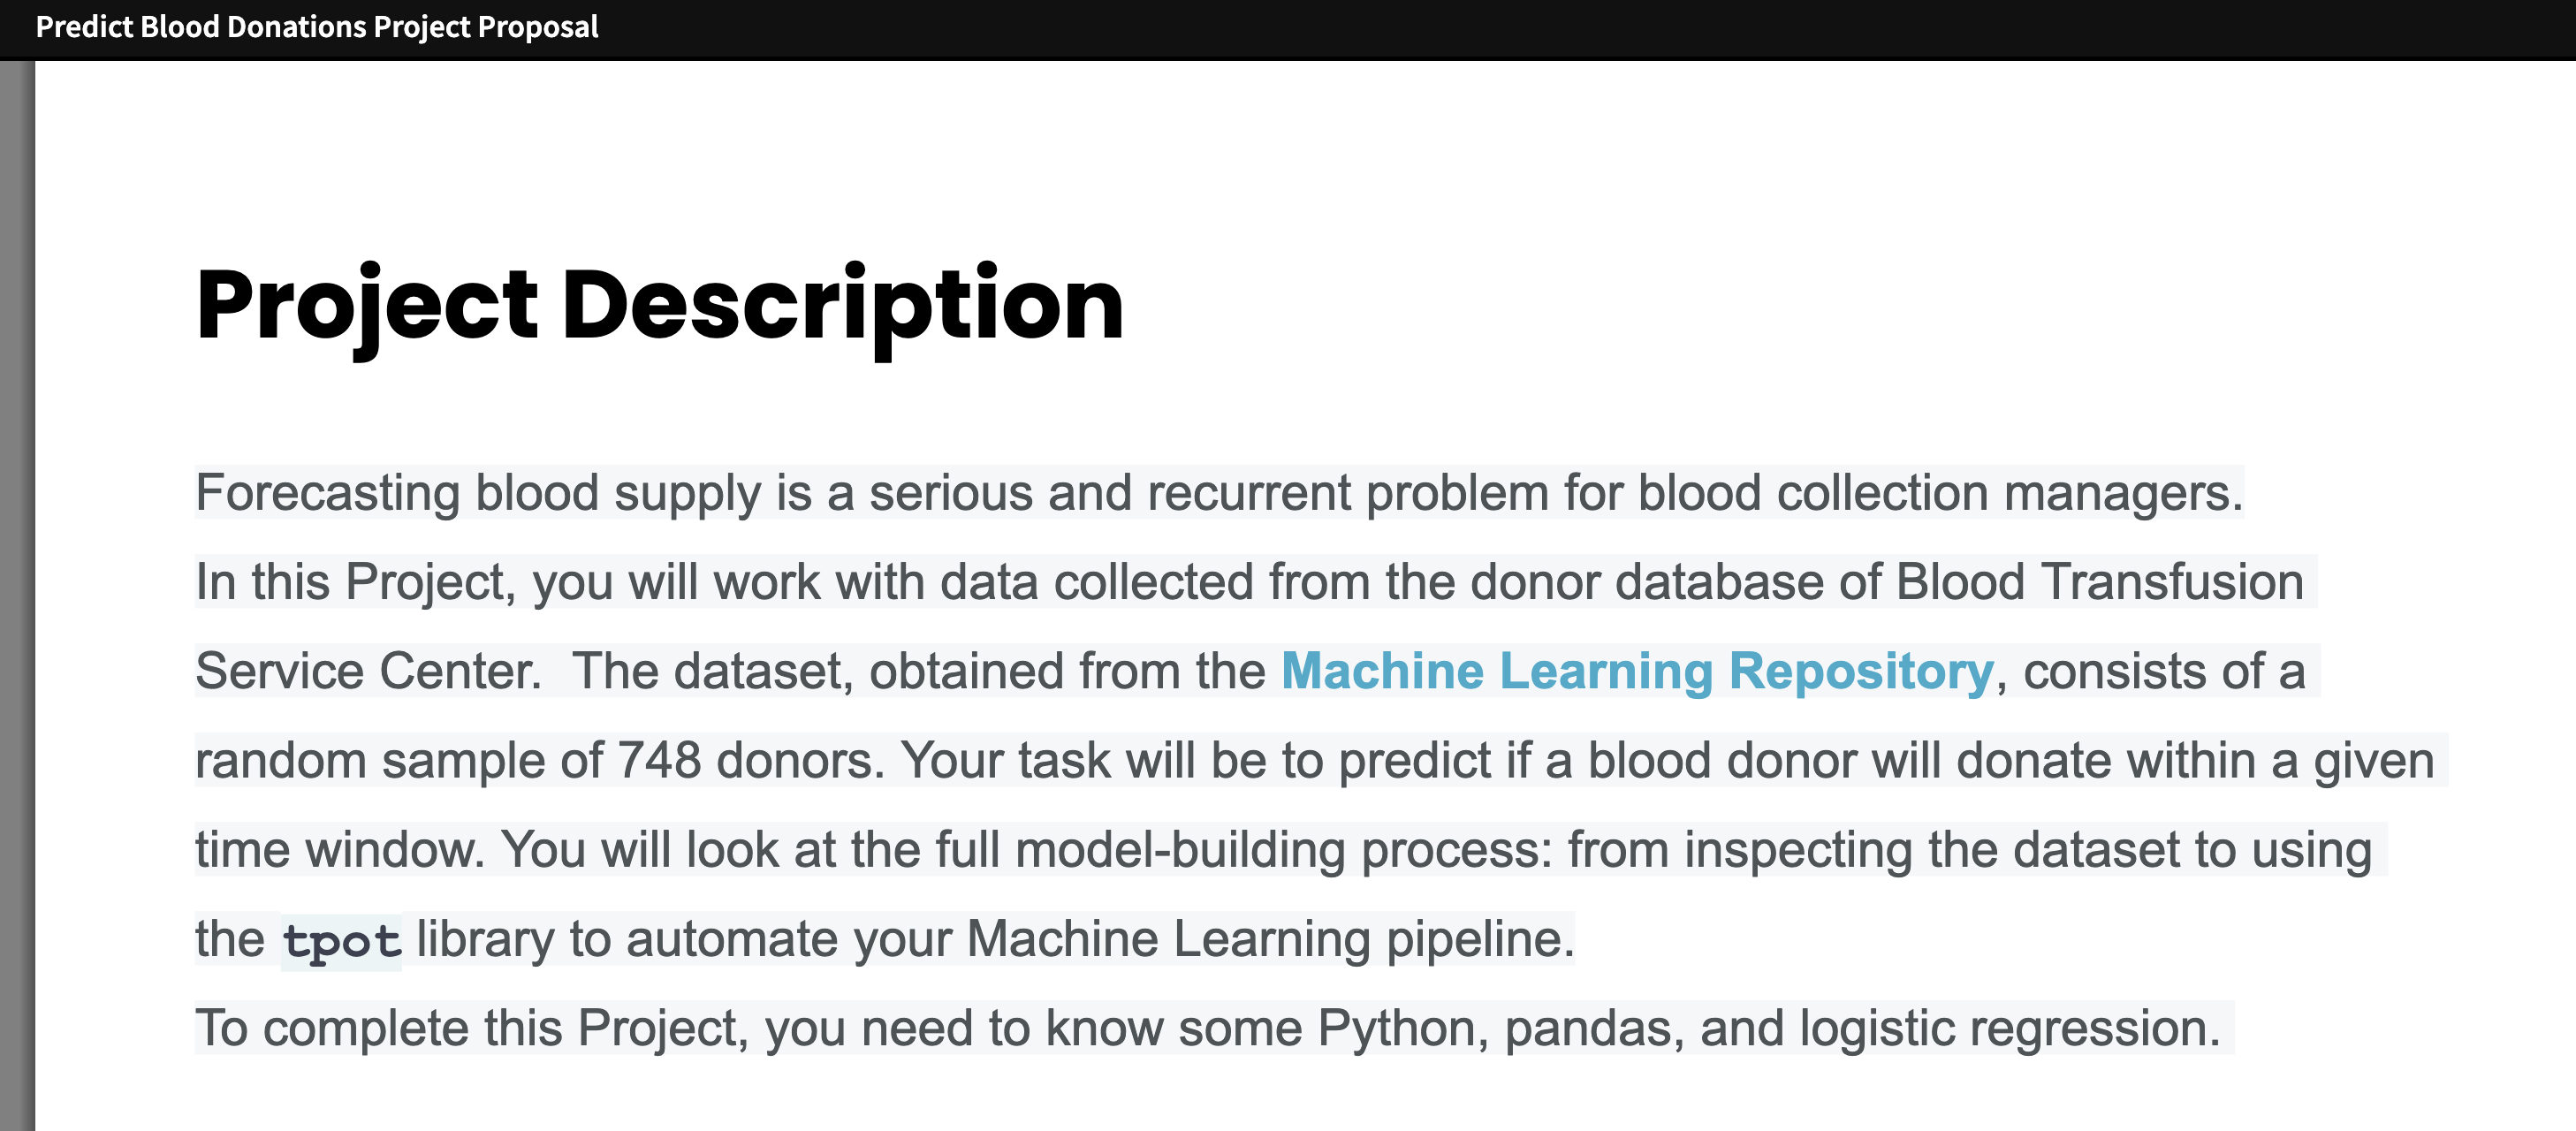 Predict Blood Donations Project Proposal
Project Description
Forecasting blood supply is a serious and recurrent problem for blood collection managers.
In this Project, you will work with data collected from the donor database of Blood Transfusion
Service Center.  The dataset, obtained from the Machine Learning Repository, consists of a
random sample of 748 donors. Your task will be to predict if a blood donor will donate within a given
time window. You will look at the full model-building process: from inspecting the dataset to using
the tpot library to automate your Machine Learning pipeline.
To complete this Project, you need to know some Python, pandas, and logistic regression.